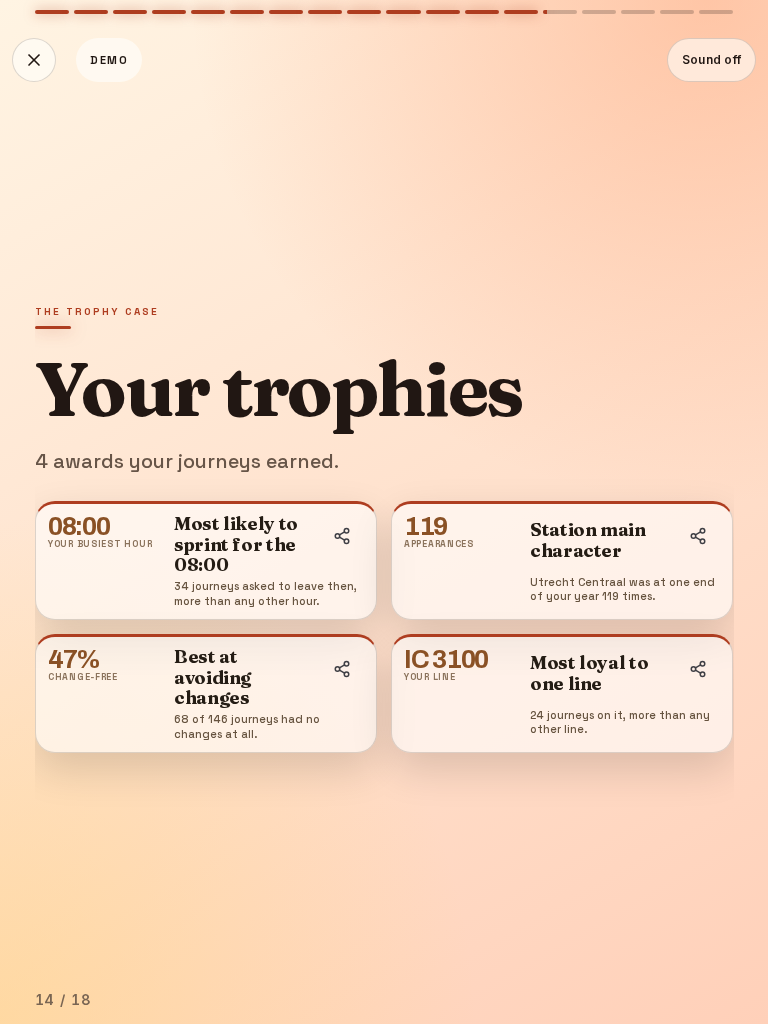 DEMO
Sound off
THE TROPHY CASE
Your trophies
4 awards your journeys earned.
08:00
YOUR BUSIEST HOUR
Most likely to
sprint for the
08:00
34 journeys asked to leave then,
more than any other hour.
119
APPEARANCES
Station main
character
Utrecht Centraal was at one end
of your year 119 times.
47%
CHANGE-FREE
Best at
avoiding
changes
68 of 146 journeys had no
changes at all.
IC 3100
YOUR LINE
Most loyal to
one line
24 journeys on it, more than any
other line.
14 / 18